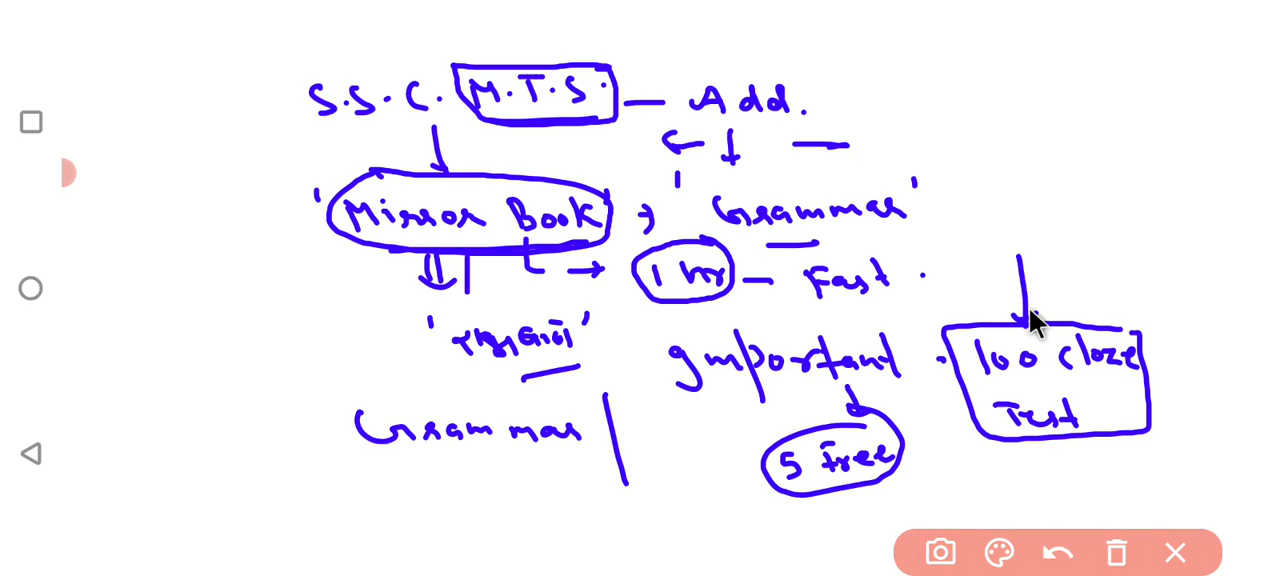 S.S.C. M.T.S. — Add.
'Mirror Book' → 'Grammar'
1 hr — Fast.
Important
100 Cloze
Test
Grammar
5 Free